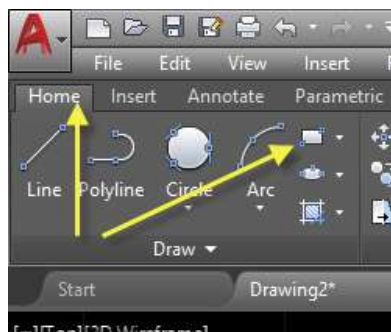 File Edit View Insert
Home Insert Annotate Parametric
Line Polyline Circle Arc
Draw
Start Drawing2*